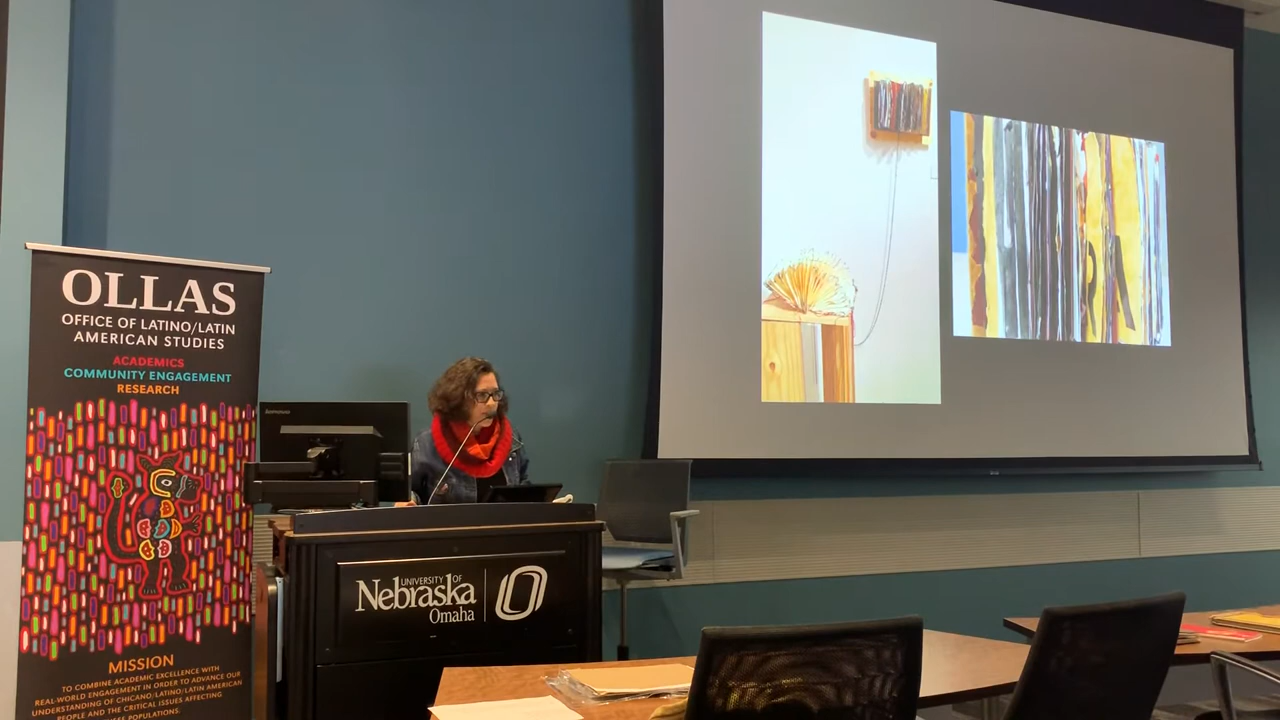 OLLAS
OFFICE OF LATINO/LATIN
AMERICAN STUDIES
ACADEMICS
COMMUNITY ENGAGEMENT
RESEARCH
MISSION
TO COMBINE ACADEMIC EXCELLENCE WITH
REAL-WORLD ENGAGEMENT IN ORDER TO ADVANCE OUR
UNDERSTANDING OF CHICANO/LATINO/LATIN AMERICAN
PEOPLE AND THE CRITICAL ISSUES AFFECTING
POPULATIONS.
lenovo
UNIVERSITY OF
Nebraska
Omaha
O